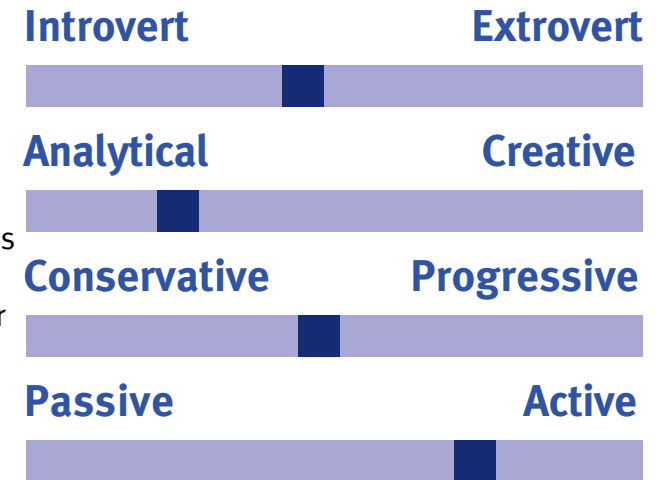 Introvert Extrovert
Analytical Creative
s
Conservative Progressive
r
Passive Active